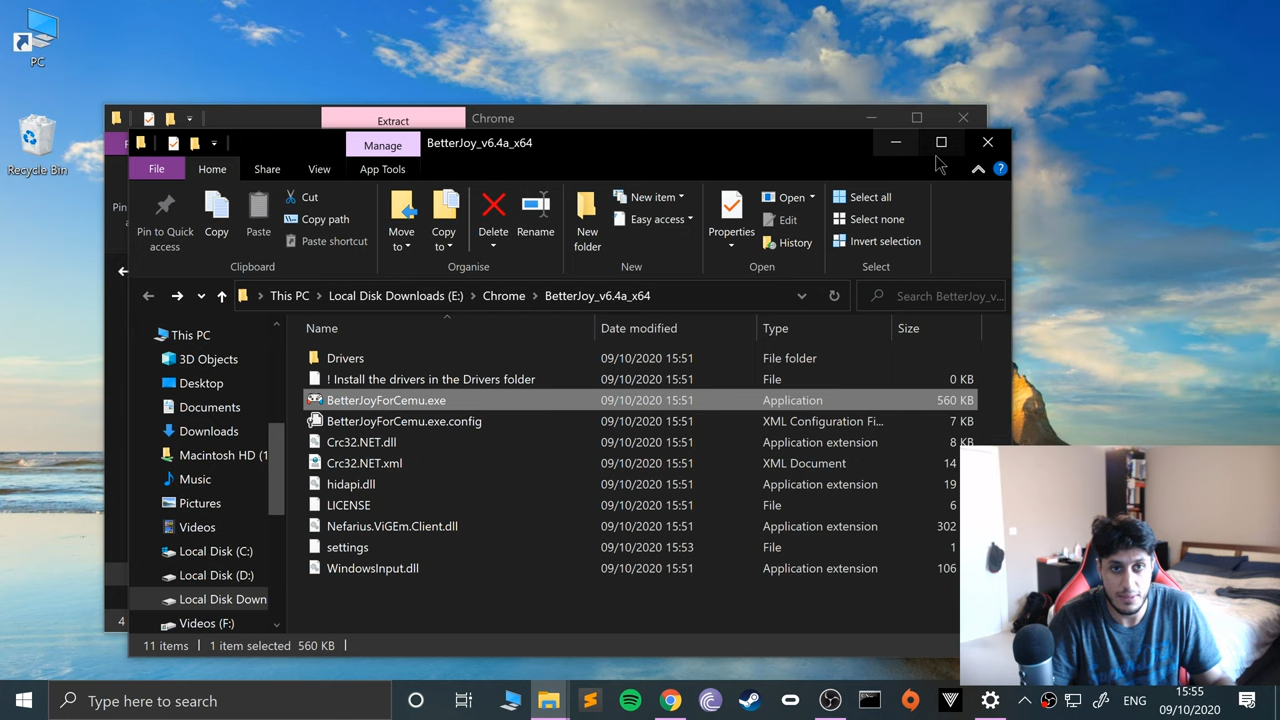 PC
Recycle Bin
Extract
Chrome
Manage
BetterJoy_v6.4a_x64
File
Home
Share
View
App Tools
Pin to Quick access
Copy
Paste
Cut
Copy path
Paste shortcut
Clipboard
Move to
Copy to
Delete
Rename
Organise
New folder
New item
Easy access
New
Properties
Open
Edit
History
Open
Select all
Select none
Invert selection
Select
This PC > Local Disk Downloads (E:) > Chrome > BetterJoy_v6.4a_x64
Search BetterJoy_v...
This PC
3D Objects
Desktop
Documents
Downloads
Macintosh HD (1
Music
Pictures
Videos
Local Disk (C:)
Local Disk (D:)
Local Disk Down
Videos (F:)
Name Date modified Type Size
Drivers 09/10/2020 15:51 File folder
! Install the drivers in the Drivers folder 09/10/2020 15:51 File 0 KB
BetterJoyForCemu.exe 09/10/2020 15:51 Application 560 KB
BetterJoyForCemu.exe.config 09/10/2020 15:51 XML Configuration Fi... 7 KB
Crc32.NET.dll 09/10/2020 15:51 Application extension 8 KB
Crc32.NET.xml 09/10/2020 15:51 XML Document 14
hidapi.dll 09/10/2020 15:51 Application extension 19
LICENSE 09/10/2020 15:51 File 6
Nefarius.ViGEm.Client.dll 09/10/2020 15:51 Application extension 302
settings 09/10/2020 15:53 File 1
WindowsInput.dll 09/10/2020 15:51 Application extension 106
4
11 items 1 item selected 560 KB
Type here to search
ENG
15:55
09/10/2020